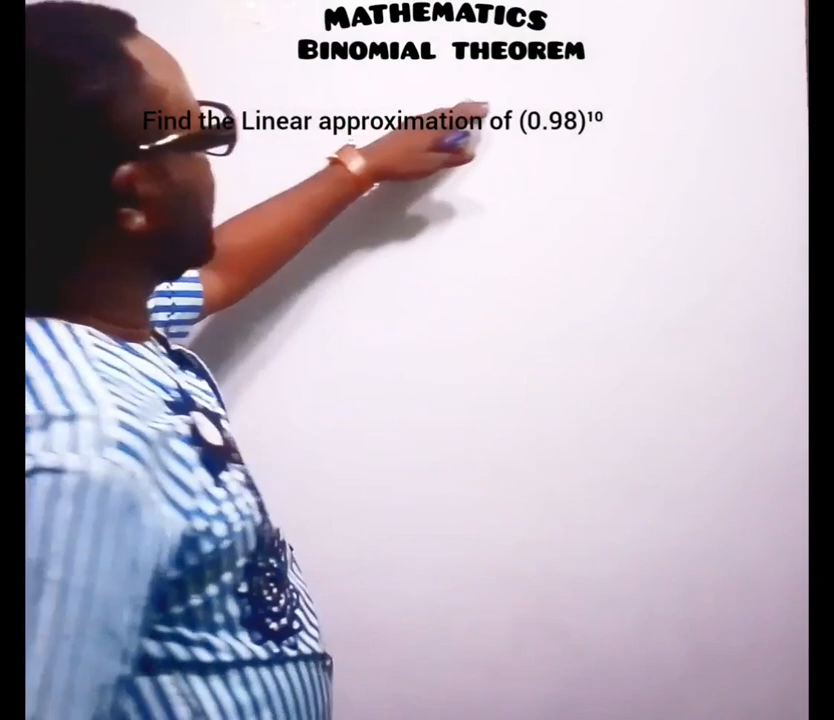 MATHEMATICS
BINOMIAL THEOREM
Find the Linear approximation of (0.98)¹⁰